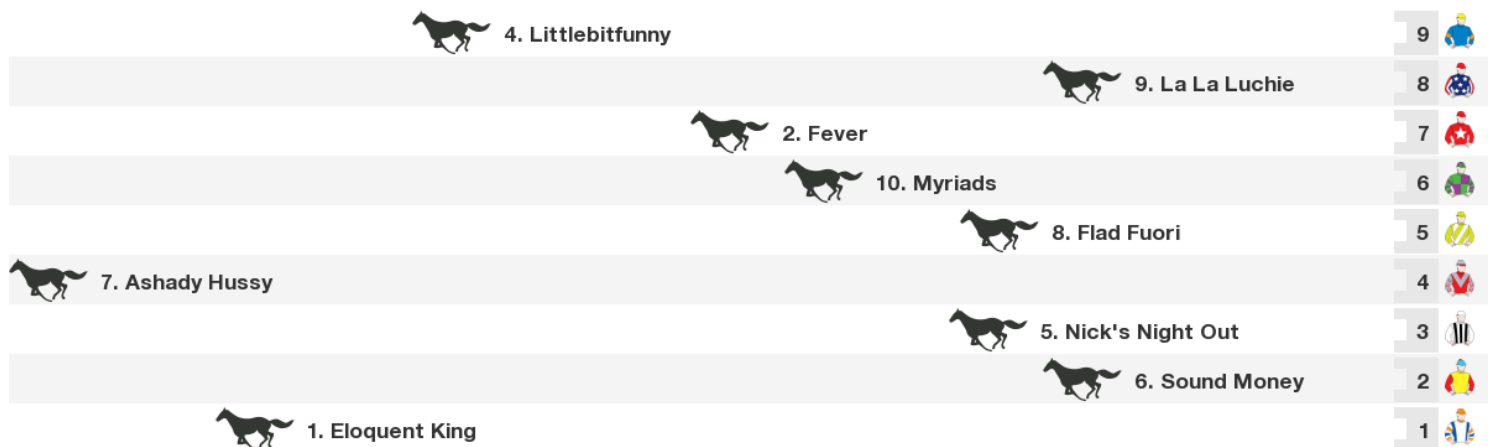 4. Littlebitfunny 9
9. La La Luchie 8
2. Fever 7
10. Myriads 6
8. Flad Fuori 5
7. Ashady Hussy 4
5. Nick's Night Out 3
6. Sound Money 2
1. Eloquent King 1